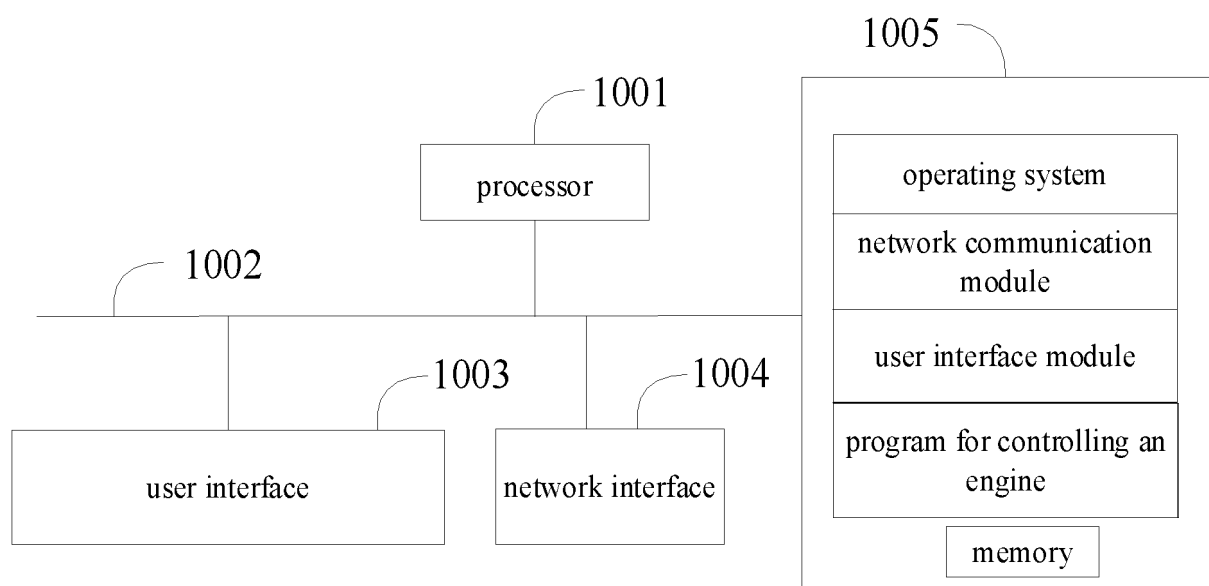 1005
1001
processor
operating system
network communication
module
1002
user interface module
1003
1004
program for controlling an
engine
user interface
network interface
memory